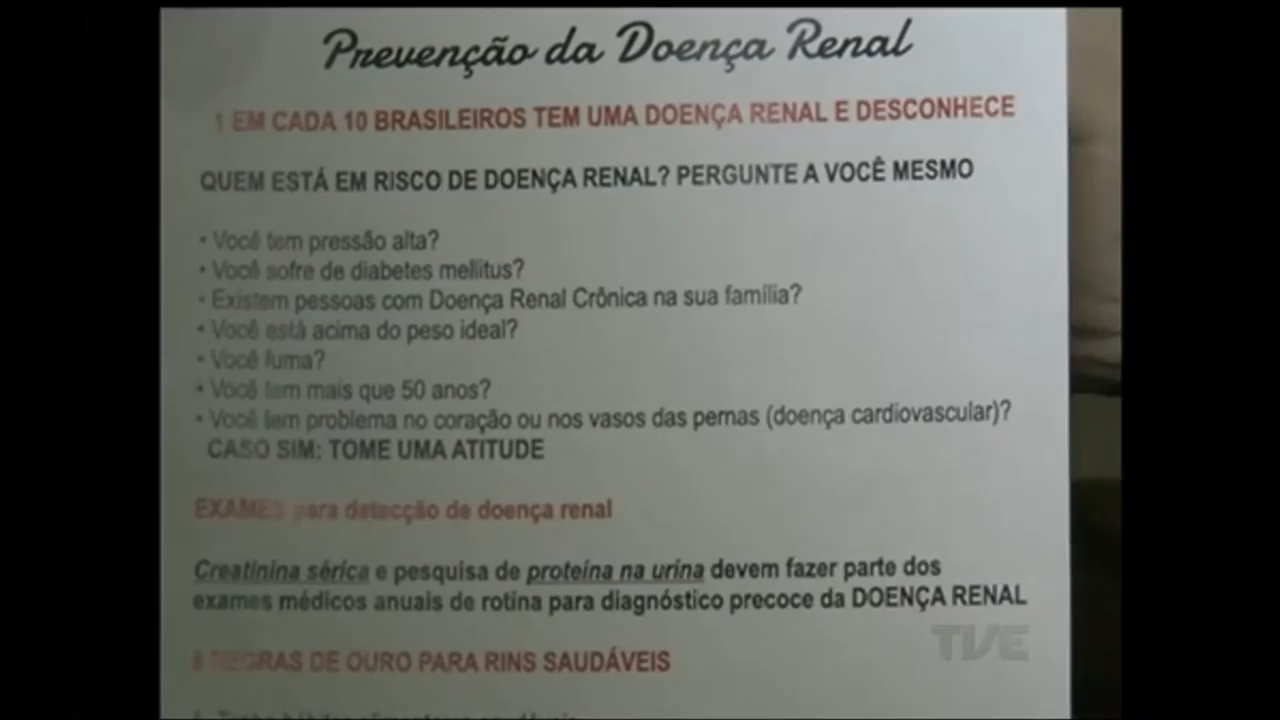 Prevenção da Doença Renal
1 EM CADA 10 BRASILEIROS TEM UMA DOENÇA RENAL E DESCONHECE
QUEM ESTÁ EM RISCO DE DOENÇA RENAL? PERGUNTE A VOCÊ MESMO
• Você tem pressão alta?
• Você sofre de diabetes mellitus?
• Existem pessoas com Doença Renal Crônica na sua família?
• Você está acima do peso ideal?
• Você fuma?
• Você tem mais que 50 anos?
• Você tem problema no coração ou nos vasos das pernas (doença cardiovascular)?
CASO SIM: TOME UMA ATITUDE
EXAMES para detecção de doença renal
Creatinina sérica e pesquisa de proteína na urina devem fazer parte dos
exames médicos anuais de rotina para diagnóstico precoce da DOENÇA RENAL
TVE
8 REGRAS DE OURO PARA RINS SAUDÁVEIS